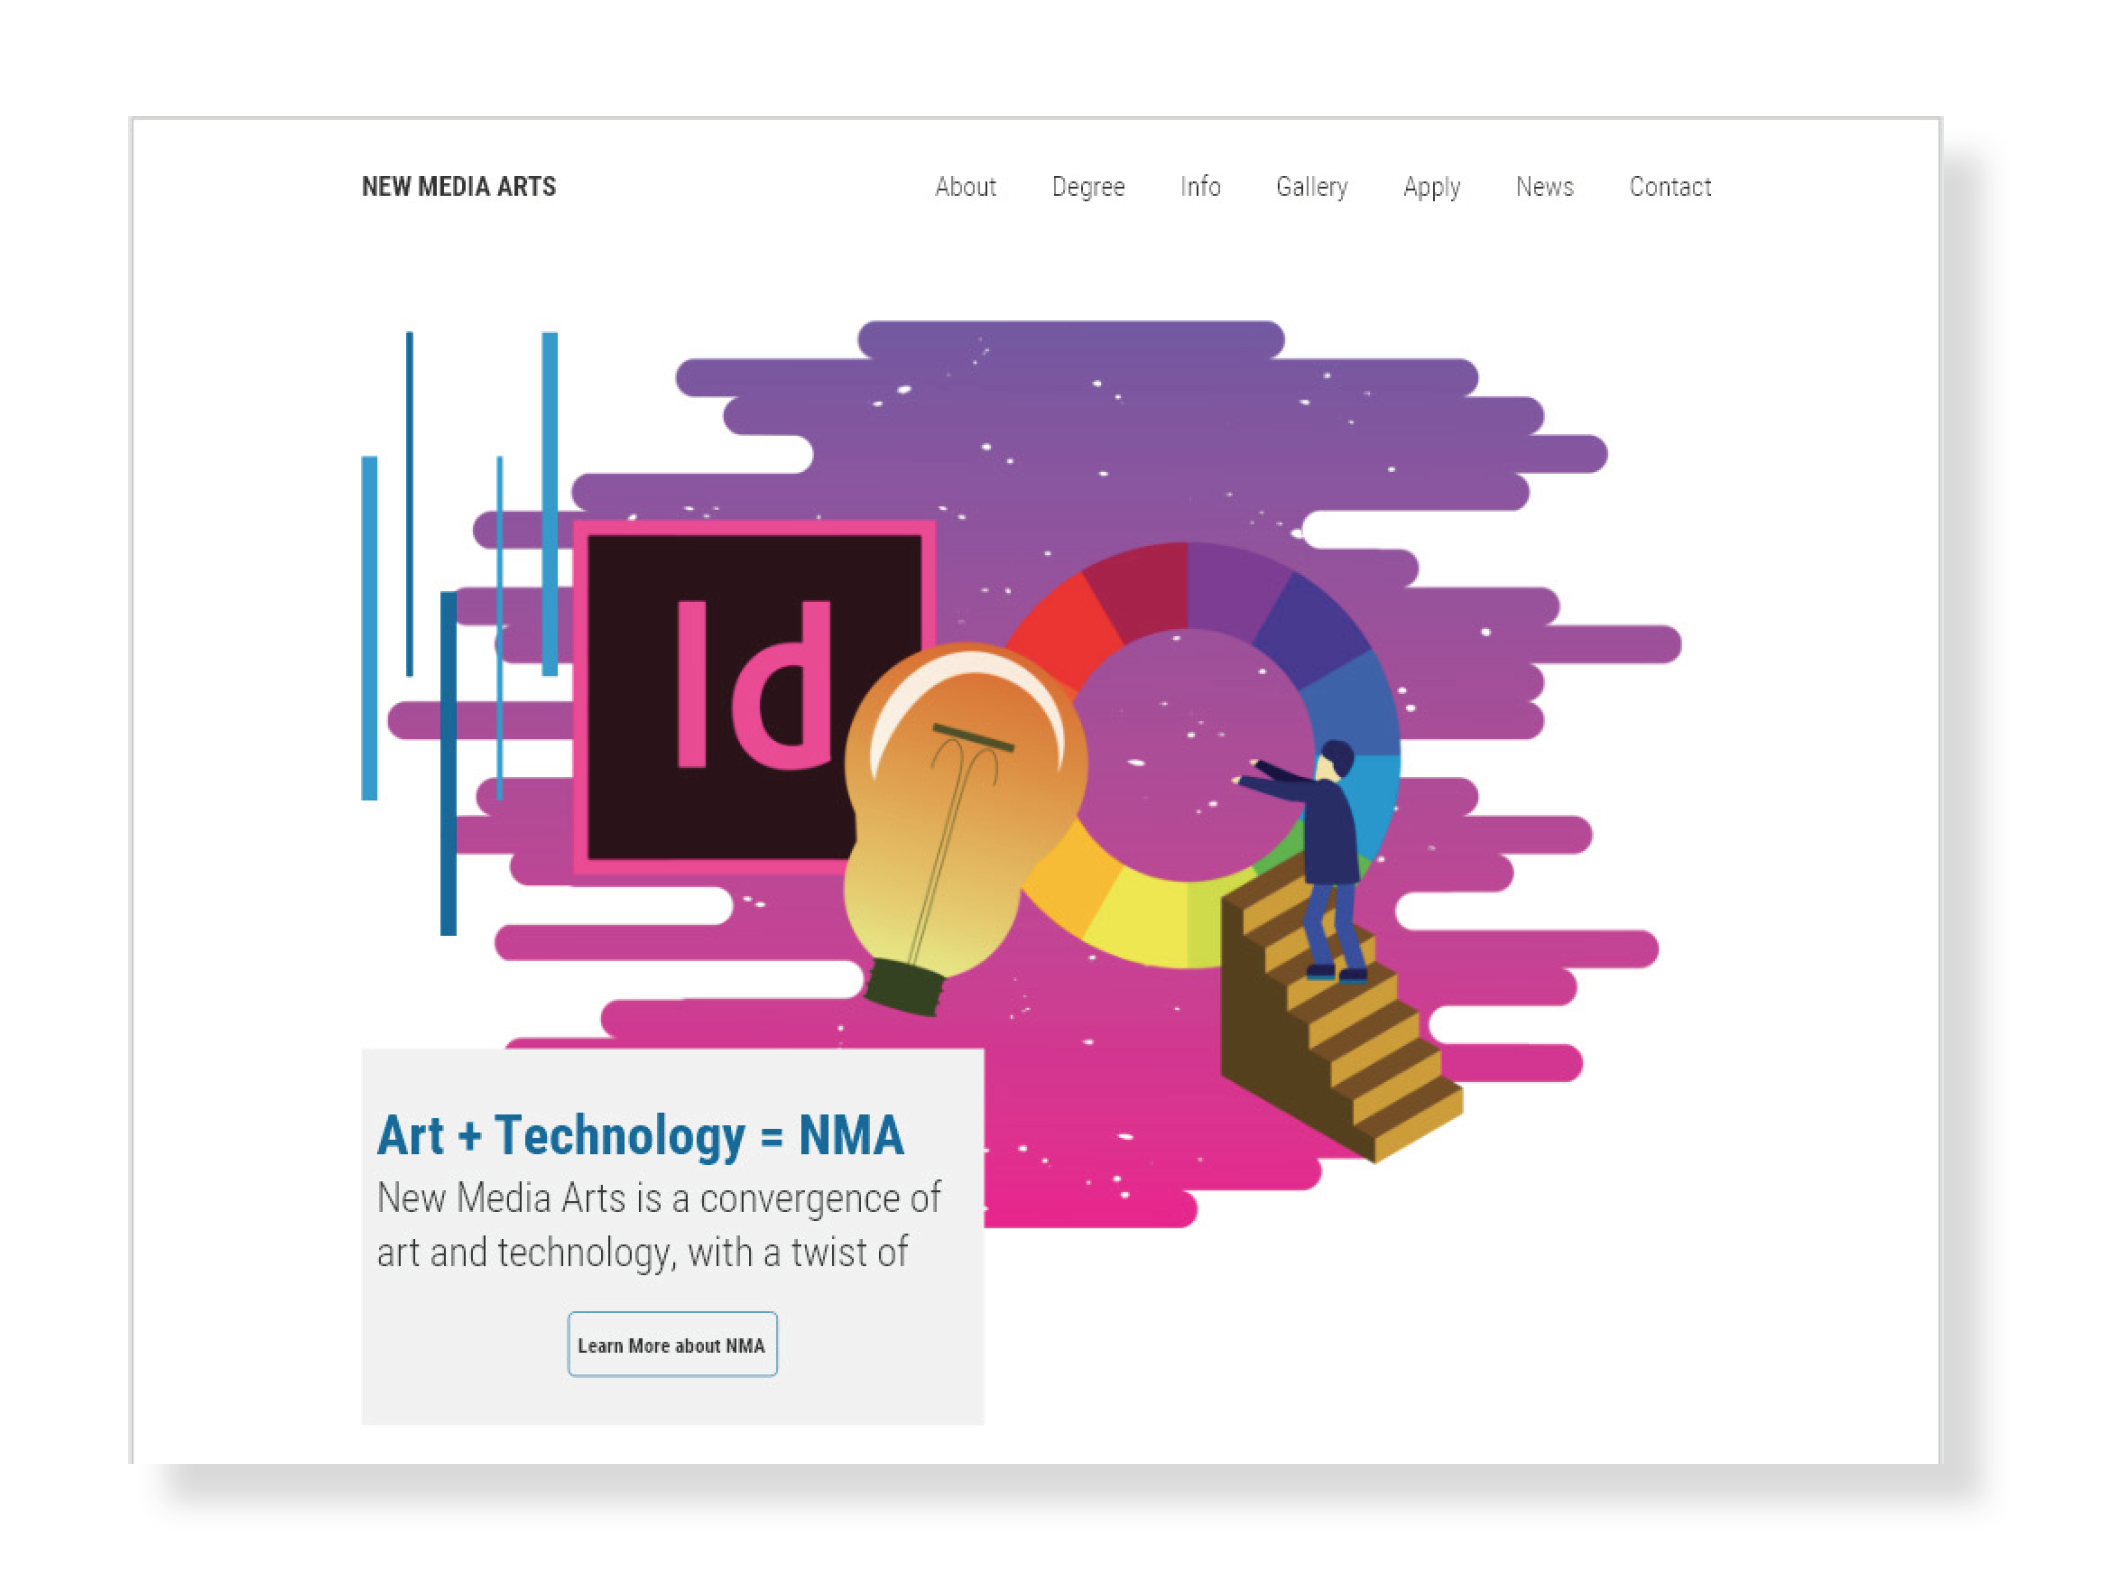 NEW MEDIA ARTS
About Degree Info Gallery Apply News Contact
Id
Art + Technology = NMA
New Media Arts is a convergence of
art and technology, with a twist of
Learn More about NMA